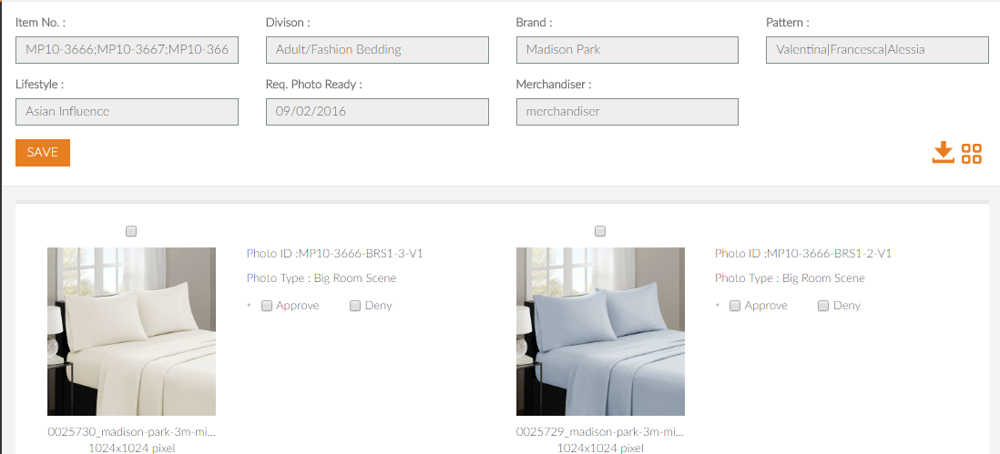 Item No. : Divison : Brand : Pattern :
MP10-3666;MP10-3667;MP10-366 Adult/Fashion Bedding Madison Park Valentina|Francesca|Alessia
Lifestyle : Req. Photo Ready : Merchandiser :
Asian Influence 09/02/2016 merchandiser
SAVE
Photo ID :MP10-3666-BRS1-3-V1
Photo Type : Big Room Scene
* Approve Deny
0025730_madison-park-3m-mi...
1024x1024 pixel
Photo ID :MP10-3666-BRS1-2-V1
Photo Type : Big Room Scene
* Approve Deny
0025729_madison-park-3m-mi...
1024x1024 pixel